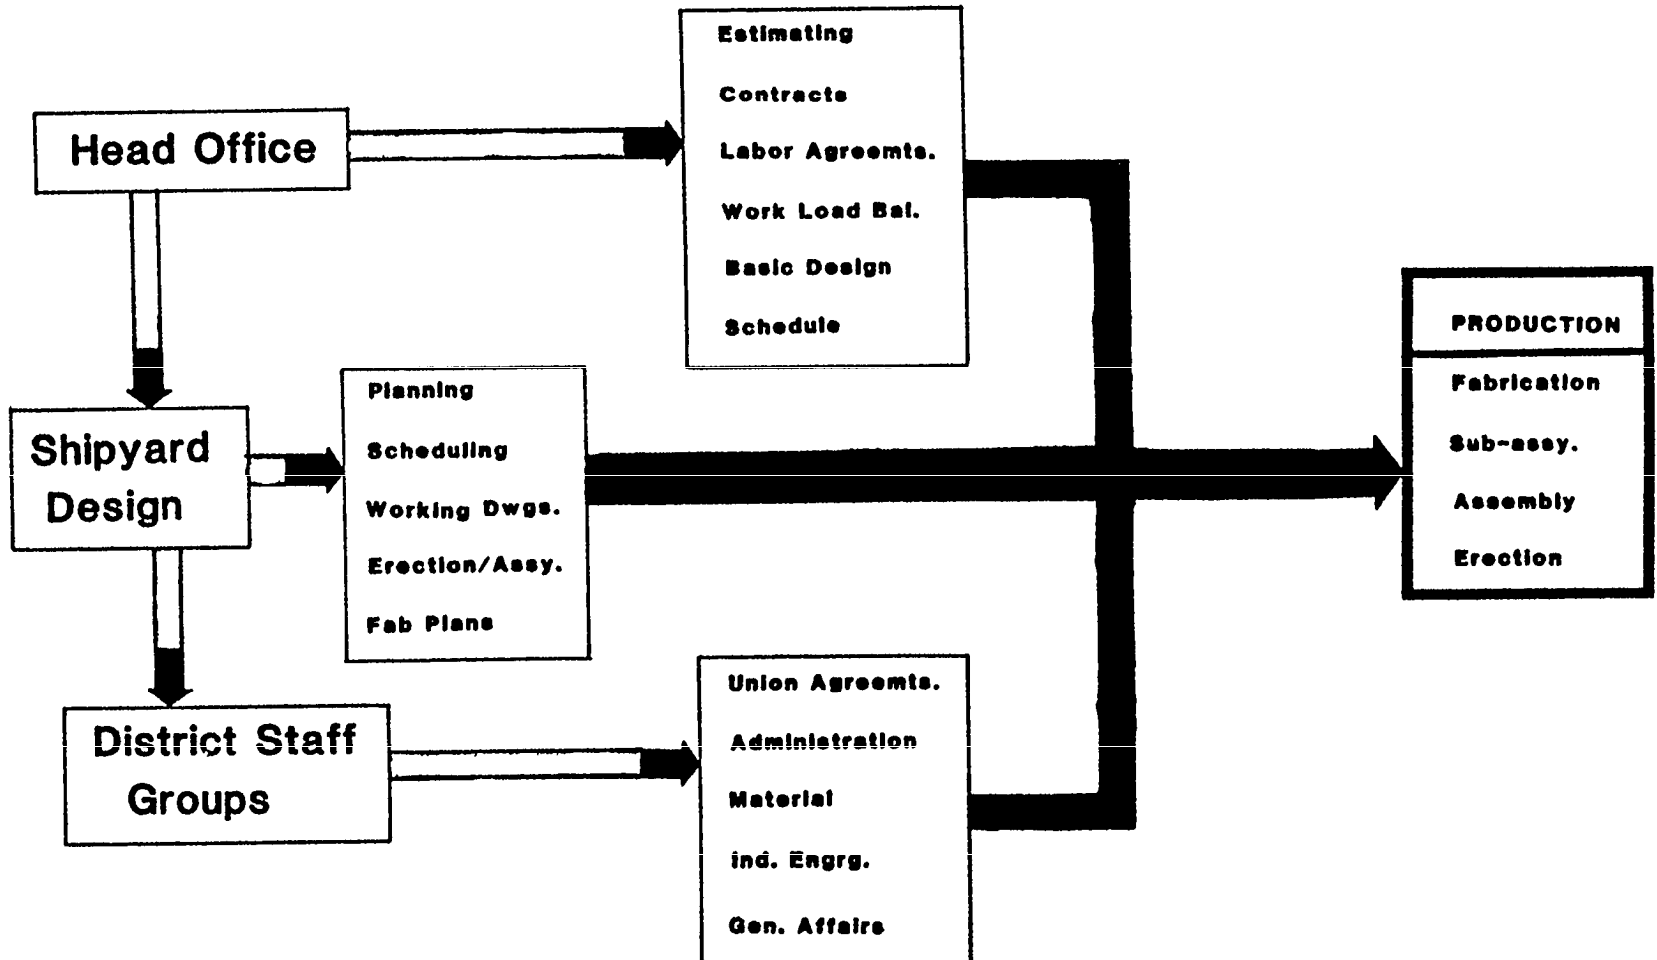 Head Office
Estimating
Contracts
Labor Agreemts.
Work Load Bal.
Basic Design
Schedule
Shipyard
Design
Planning
Scheduling
Working Dwgs.
Erection/Assy.
Fab Plans
District Staff
Groups
Union Agreemts.
Administration
Material
ind. Engrg.
Gen. Affairs
PRODUCTION
Fabrication
Sub-assy.
Assembly
Erection